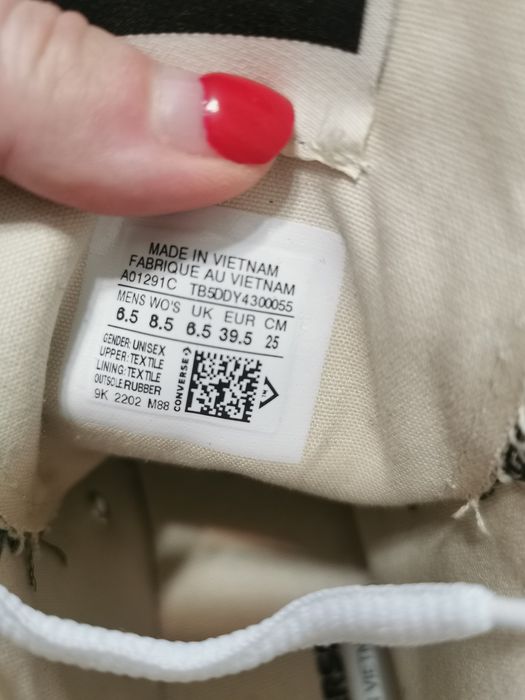 MADE IN VIETNAM
FABRIQUE AU VIETNAM
A01291C TB5DDY4300055
MENS WO'S UK EUR CM
6.5 8.5 6.5 39.5 25
GENDER: UNISEX
UPPER: TEXTILE
LINING: TEXTILE
OUTSOLE: RUBBER
9K 2202 M88
CONVERSE